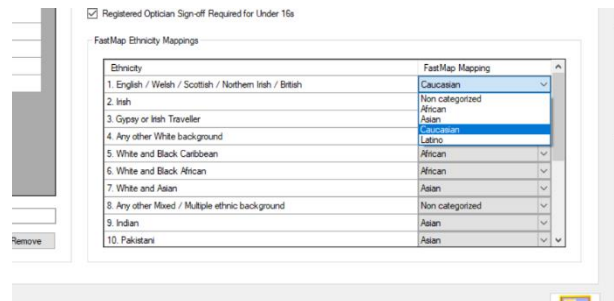 Registered Optician Sign-off Required for Under 16s
FastMap Ethnicity Mappings
Ethnicity FastMap Mapping
1. English / Welsh / Scottish / Northern Irish / British Caucasian
2. Irish Non categorized
African
3. Gypsy or Irish Traveller Asian
Caucasian
4. Any other White background Latino
5. White and Black Caribbean African
6. White and Black African African
7. White and Asian Asian
8. Any other Mixed / Multiple ethnic background Non categorized
9. Indian Asian
Remove 10. Pakistani Asian